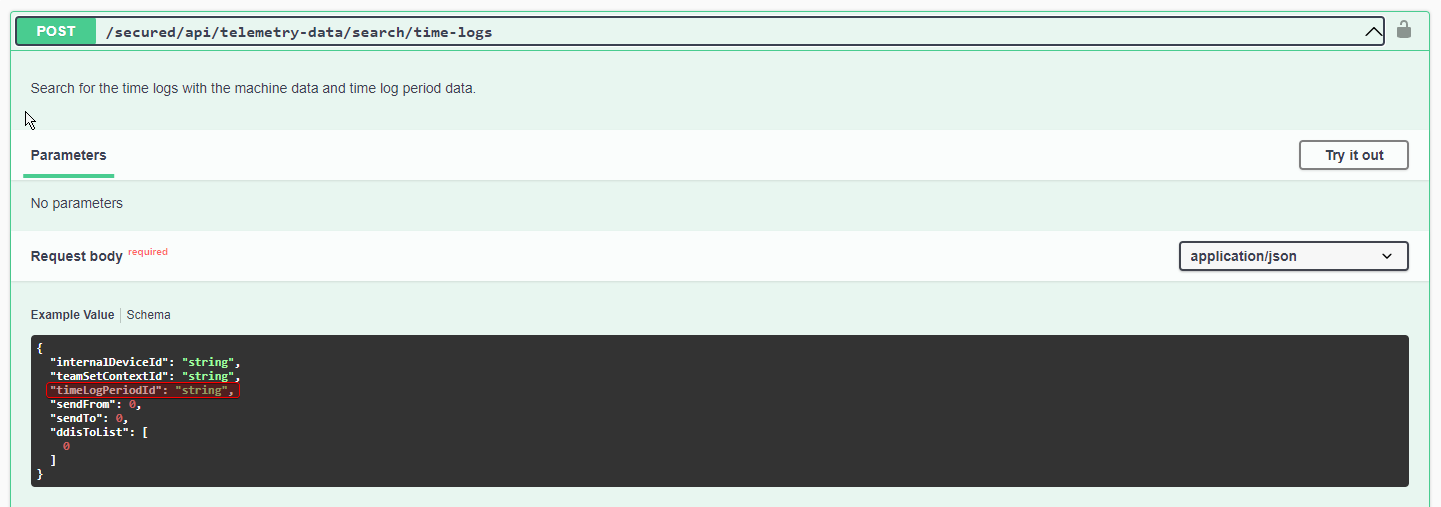 POST /secured/api/telemetry-data/search/time-logs
Search for the time logs with the machine data and time log period data.
Parameters Try it out
No parameters
Request body required application/json
Example Value Schema
{
"internalDeviceId": "string",
"teamSetContextId": "string",
"timeLogPeriodId": "string",
"sendFrom": 0,
"sendTo": 0,
"ddisToList": [
0
]
}